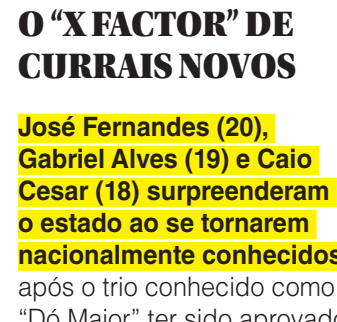 O “X FACTOR” DE
CURRAIS NOVOS
José Fernandes (20),
Gabriel Alves (19) e Caio
Cesar (18) surpreenderam
o estado ao se tornarem
nacionalmente conhecidos
após o trio conhecido como
“Dó Maior” ter sido aprovado